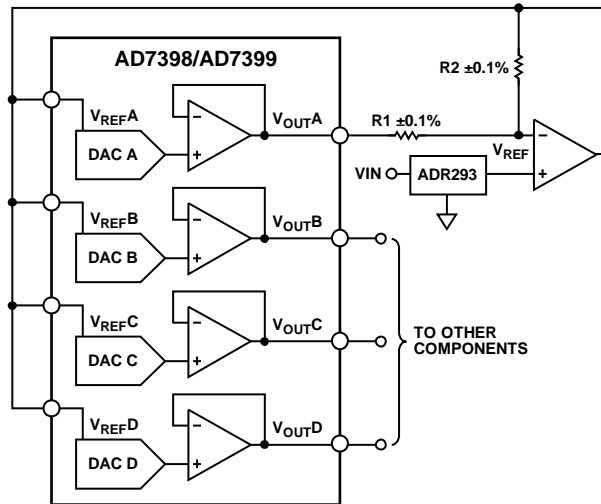 AD7398/AD7399
R2 ±0.1%
VREFA
VOUTA
R1 ±0.1%
−
DAC A
+
−
VREF
VIN
ADR293
+
VREFB
VOUTB
−
DAC B
+
VREFC
VOUTC
−
DAC C
+
TO OTHER
COMPONENTS
VREFD
VOUTD
−
DAC D
+